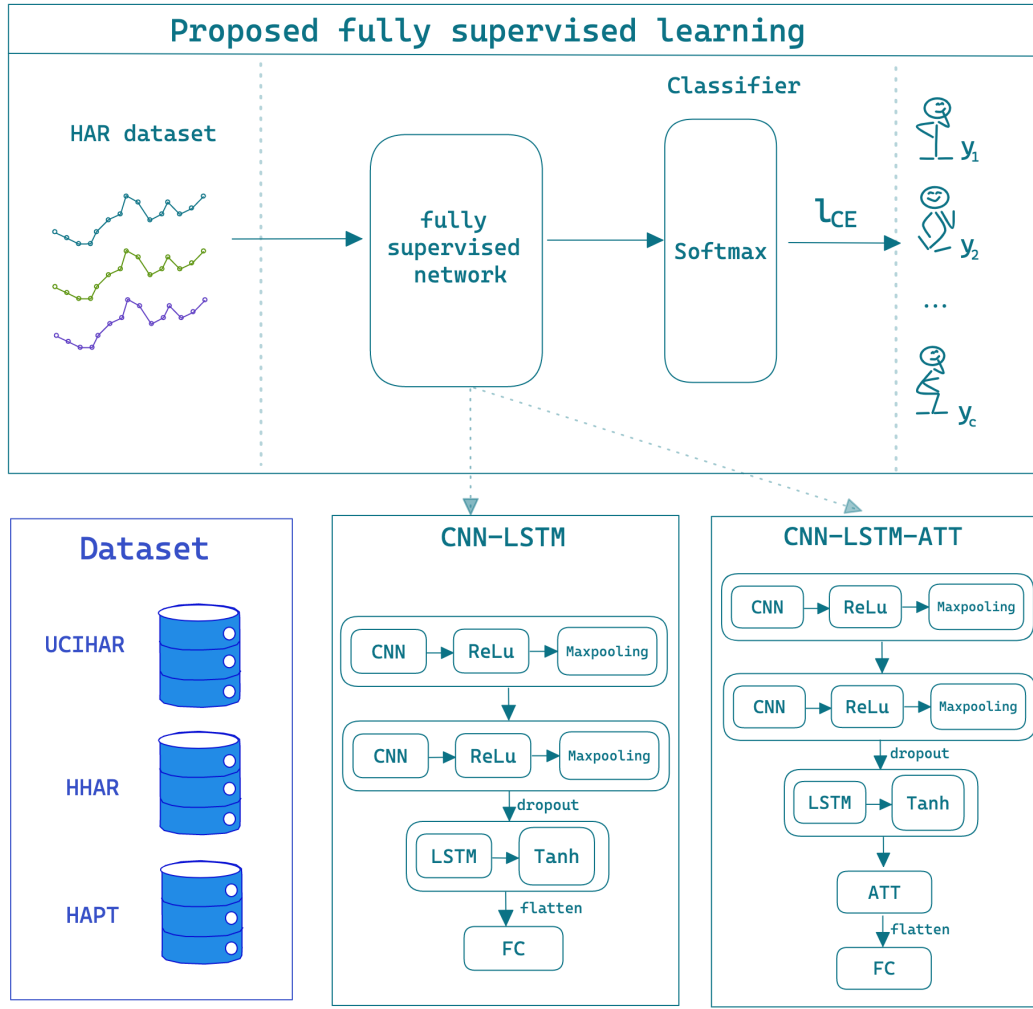 Proposed fully supervised learning
HAR dataset
fully
supervised
network
Classifier
Softmax
lCE
y1
y2
...
yc
Dataset
UCIHAR
HHAR
HAPT
CNN-LSTM
CNN
ReLu
Maxpooling
CNN
ReLu
Maxpooling
dropout
LSTM
Tanh
flatten
FC
CNN-LSTM-ATT
CNN
ReLu
Maxpooling
CNN
ReLu
Maxpooling
dropout
LSTM
Tanh
ATT
flatten
FC